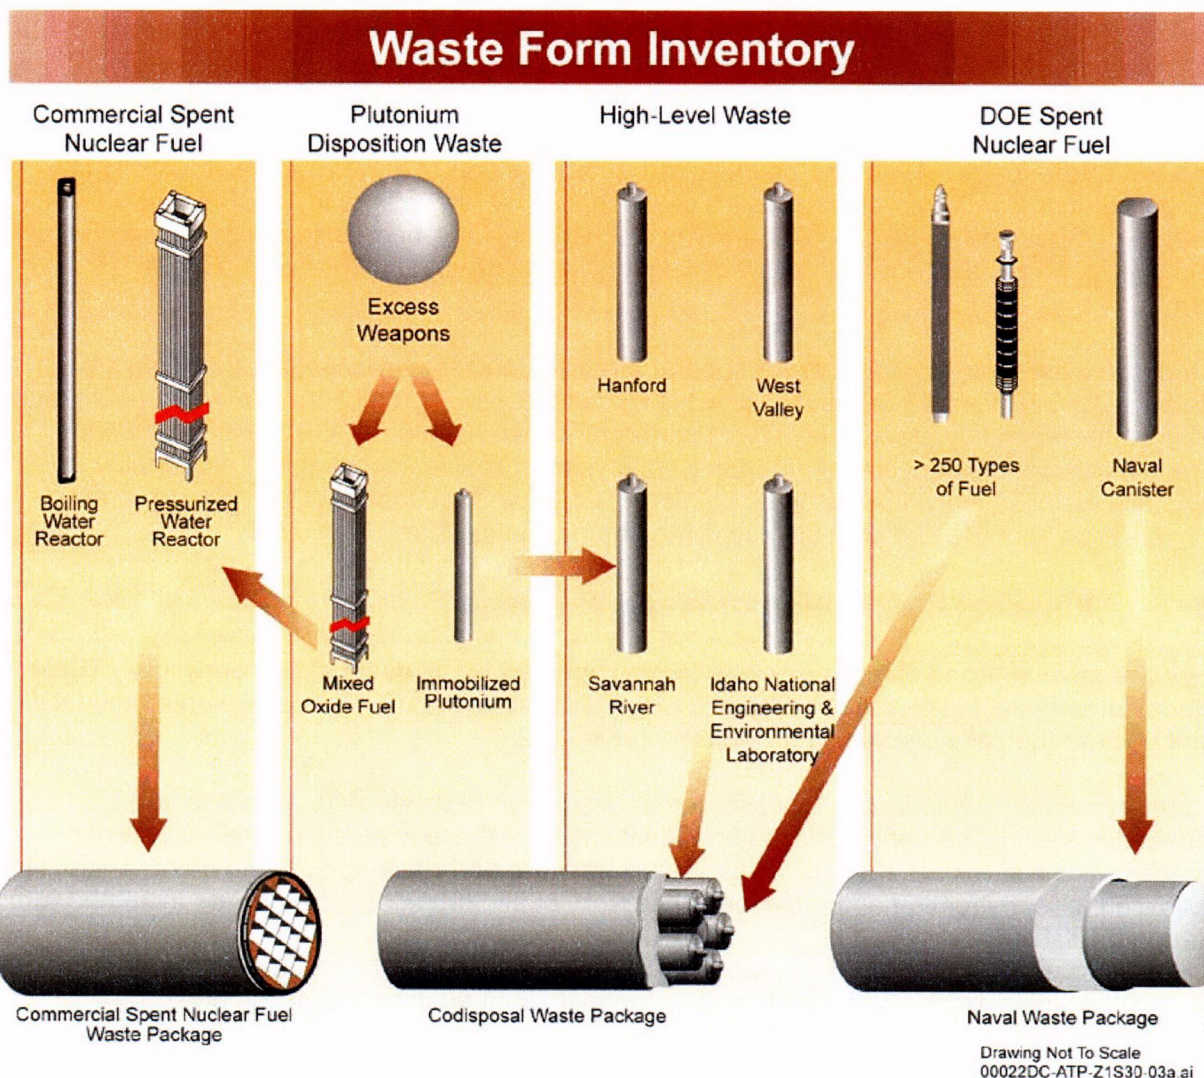 Waste Form Inventory
Commercial Spent
Nuclear Fuel
Plutonium
Disposition Waste
High-Level Waste
DOE Spent
Nuclear Fuel
Excess
Weapons
Hanford
West
Valley
> 250 Types
of Fuel
Naval
Canister
Boiling
Water
Reactor
Pressurized
Water
Reactor
Mixed
Oxide Fuel
Immobilized
Plutonium
Savannah
River
Idaho National
Engineering &
Environmental
Laboratory
Commercial Spent Nuclear Fuel
Waste Package
Codisposal Waste Package
Naval Waste Package
Drawing Not To Scale
00022DC-ATP-Z1S30-03a.ai